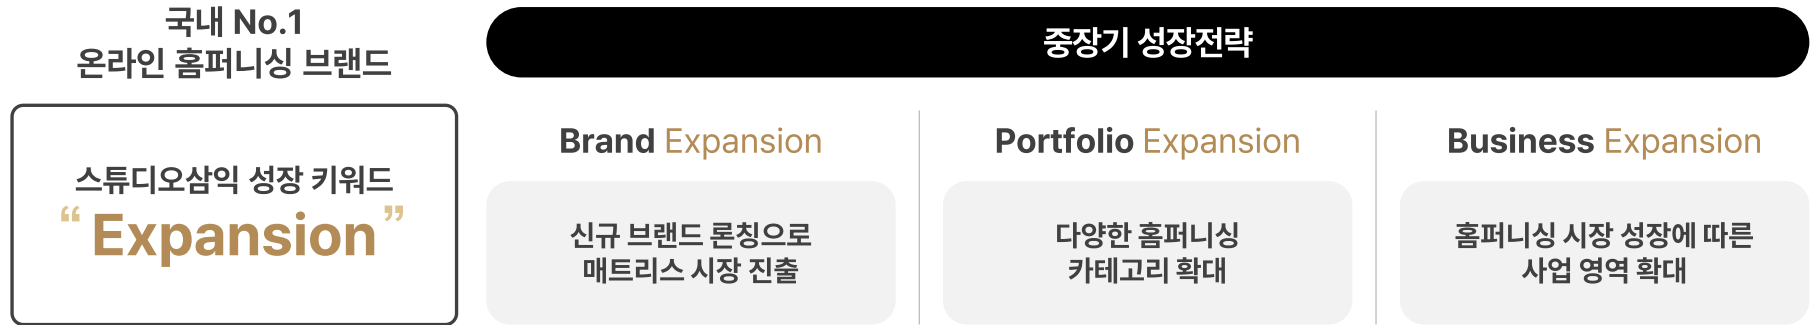 국내 No.1
온라인 홈퍼니싱 브랜드
스튜디오삼익 성장 키워드
“ Expansion ”
중장기 성장전략
Brand Expansion
신규 브랜드 론칭으로
매트리스 시장 진출
Portfolio Expansion
다양한 홈퍼니싱
카테고리 확대
Business Expansion
홈퍼니싱 시장 성장에 따른
사업 영역 확대